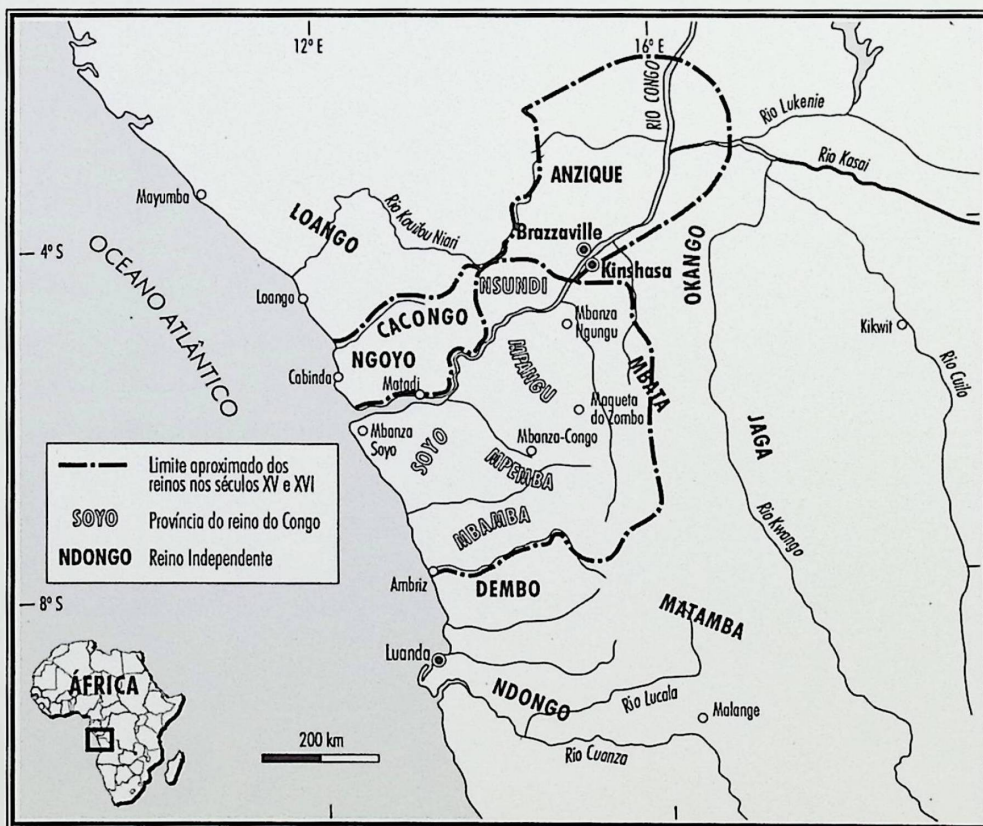 12° E
16° E
RIO CONGO
Rio Lukenie
Rio Kasai
ANZIQUE
Mayumba
LOANGO
Rio Kouilou Niari
Brazzaville
4° S
Kinshasa
OCEANO ATLÂNTICO
NSUNDI
OKANGO
Loango
CACONGO
Mbanza
Ngungu
Kikwit
NGOYO
MPANGU
Cabinda
Matadi
MBATA
Rio Cuilo
Maqueta
do Zombo
Mbanza
Soyo
SOYO
Mbanza-Congo
JAGA
MPEMBA
Limite aproximado dos
reinos nos séculos XV e XVI
SOYO Província do reino do Congo
NDONGO Reino Independente
MBAMBA
Rio Kwango
Ambriz
DEMBO
8° S
MATAMBA
Luanda
ÁFRICA
NDONGO
Rio Lucala
Malange
200 km
Rio Cuanza